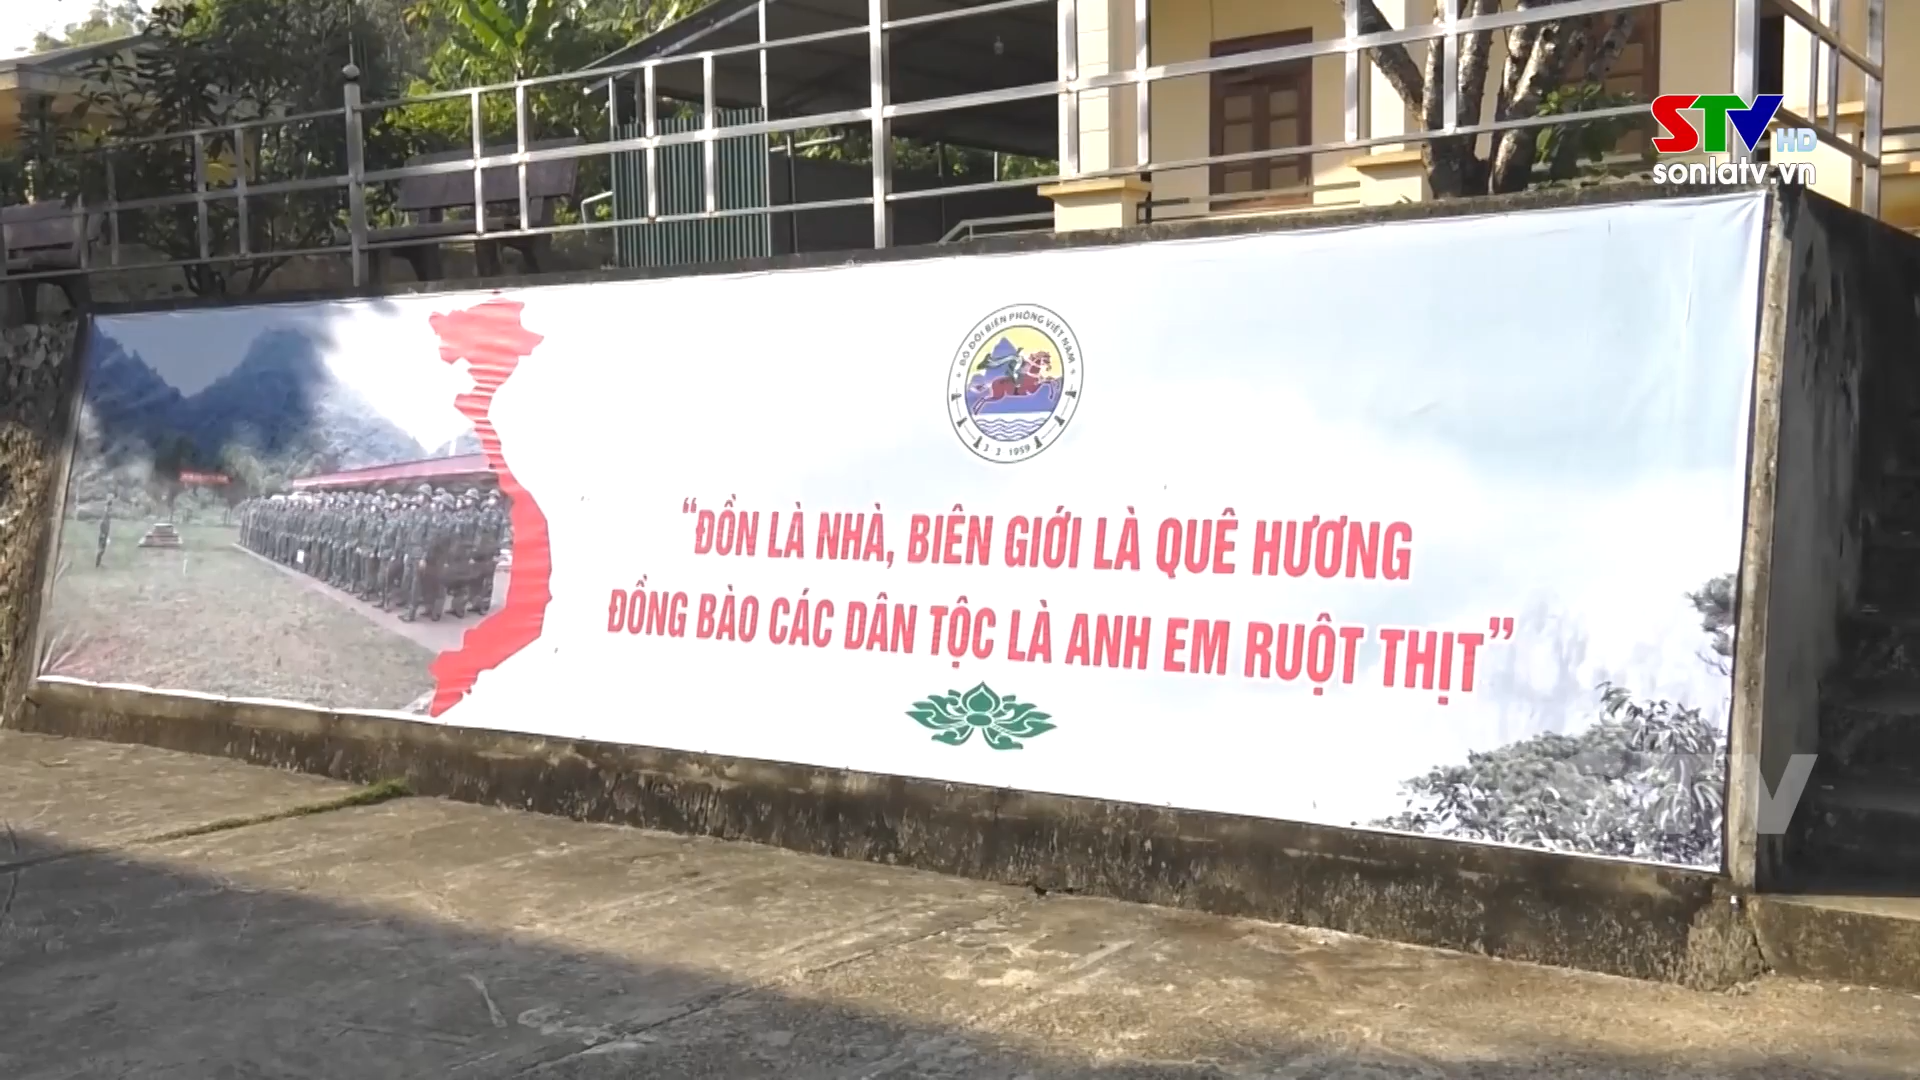 STV HD
sonlatv.vn
BỘ ĐỘI BIÊN PHÒNG VIỆT NAM
3 3 1959
“ĐỒN LÀ NHÀ, BIÊN GIỚI LÀ QUÊ HƯƠNG
ĐỒNG BÀO CÁC DÂN TỘC LÀ ANH EM RUỘT THỊT”